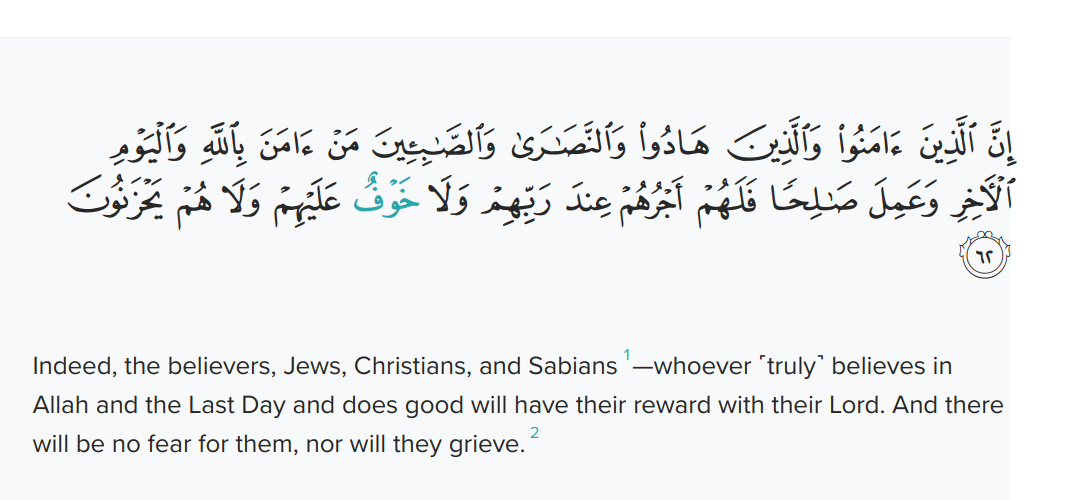 إِنَّ ٱلَّذِينَ ءَامَنُوا۟ وَٱلَّذِينَ هَادُوا۟ وَٱلنَّصَـٰرَىٰ وَٱلصَّـٰبِـِٔينَ مَنْ ءَامَنَ بِٱللَّهِ وَٱلْيَوْمِ
ٱلْـَٔاخِرِ وَعَمِلَ صَـٰلِحًا فَلَهُمْ أَجْرُهُمْ عِندَ رَبِّهِمْ وَلَا خَوْفٌ عَلَيْهِمْ وَلَا هُمْ يَحْزَنُونَ
٦٢
Indeed, the believers, Jews, Christians, and Sabians 1—whoever ˹truly˺ believes in
Allah and the Last Day and does good will have their reward with their Lord. And there
will be no fear for them, nor will they grieve. 2